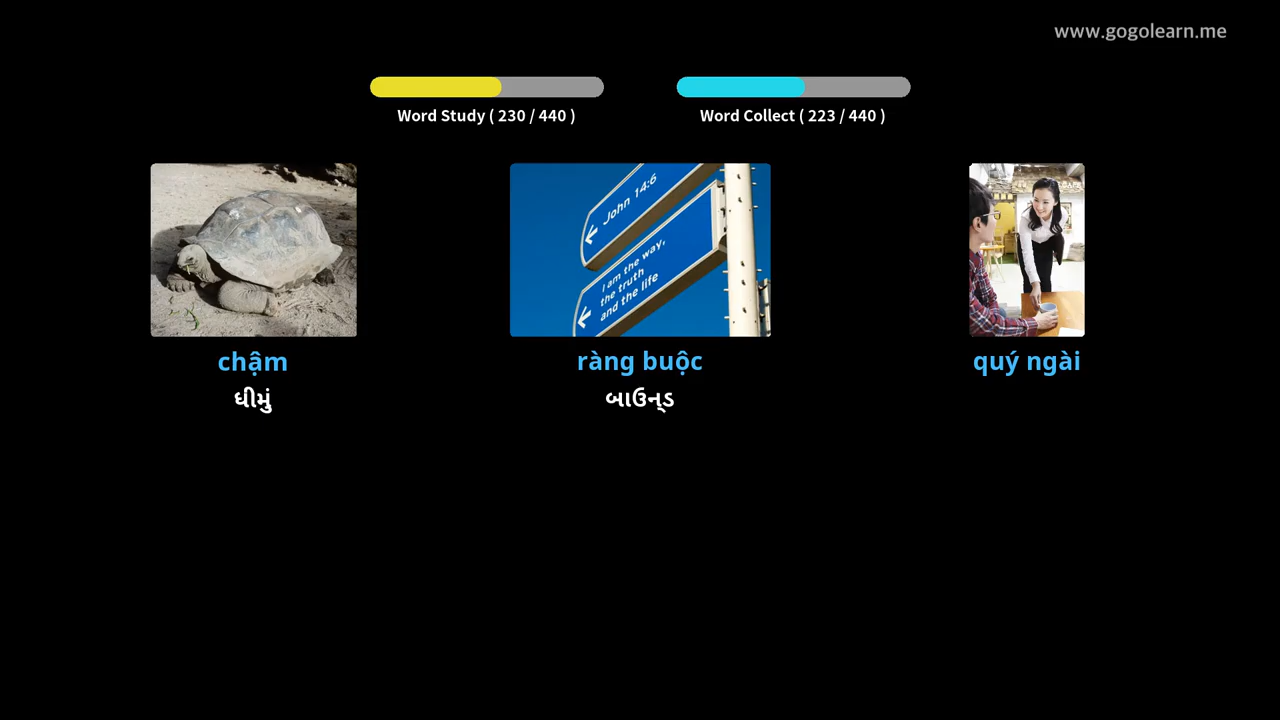 www.gogolearn.me
Word Study ( 230 / 440 )
Word Collect ( 223 / 440 )
John 14:6
I am the way,
the truth
and the life
chậm
ràng buộc
quý ngài
ધીમું
બાઉન્ડ